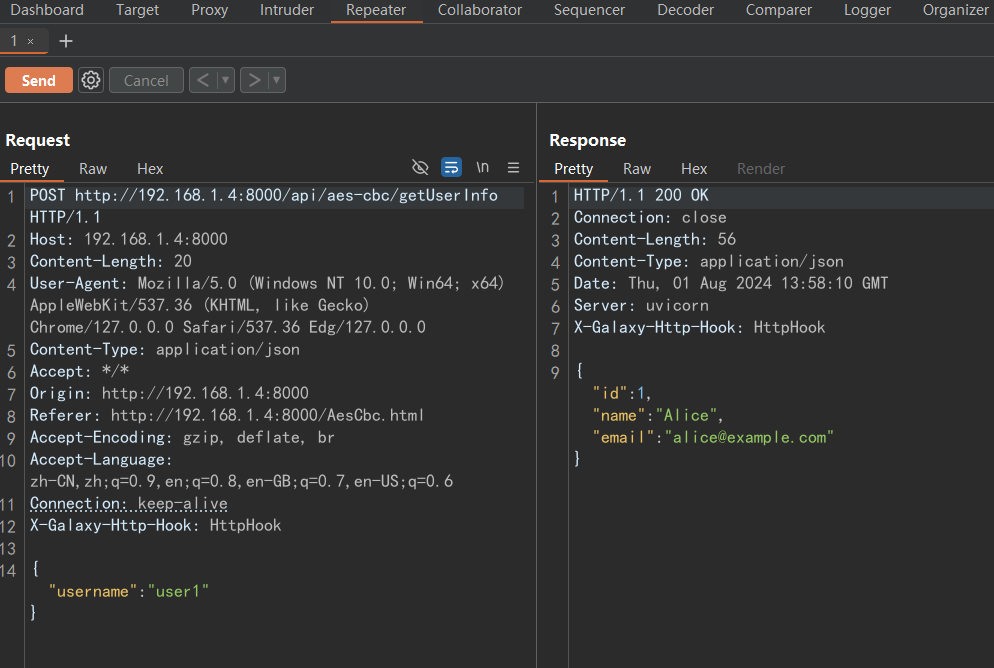 Dashboard Target Proxy Intruder Repeater Collaborator Sequencer Decoder Comparer Logger Organizer
1 × +
Send Cancel < >
Request
Pretty Raw Hex \n
1 POST http://192.168.1.4:8000/api/aes-cbc/getUserInfo
HTTP/1.1
2 Host: 192.168.1.4:8000
3 Content-Length: 20
4 User-Agent: Mozilla/5.0 (Windows NT 10.0; Win64; x64)
AppleWebKit/537.36 (KHTML, like Gecko)
Chrome/127.0.0.0 Safari/537.36 Edg/127.0.0.0
5 Content-Type: application/json
6 Accept: */*
7 Origin: http://192.168.1.4:8000
8 Referer: http://192.168.1.4:8000/AesCbc.html
9 Accept-Encoding: gzip, deflate, br
10 Accept-Language:
zh-CN,zh;q=0.9,en;q=0.8,en-GB;q=0.7,en-US;q=0.6
11 Connection: keep-alive
12 X-Galaxy-Http-Hook: HttpHook
13
14 {
"username":"user1"
}
Response
Pretty Raw Hex Render
1 HTTP/1.1 200 OK
2 Connection: close
3 Content-Length: 56
4 Content-Type: application/json
5 Date: Thu, 01 Aug 2024 13:58:10 GMT
6 Server: uvicorn
7 X-Galaxy-Http-Hook: HttpHook
8
9 {
"id":1,
"name":"Alice",
"email":"alice@example.com"
}